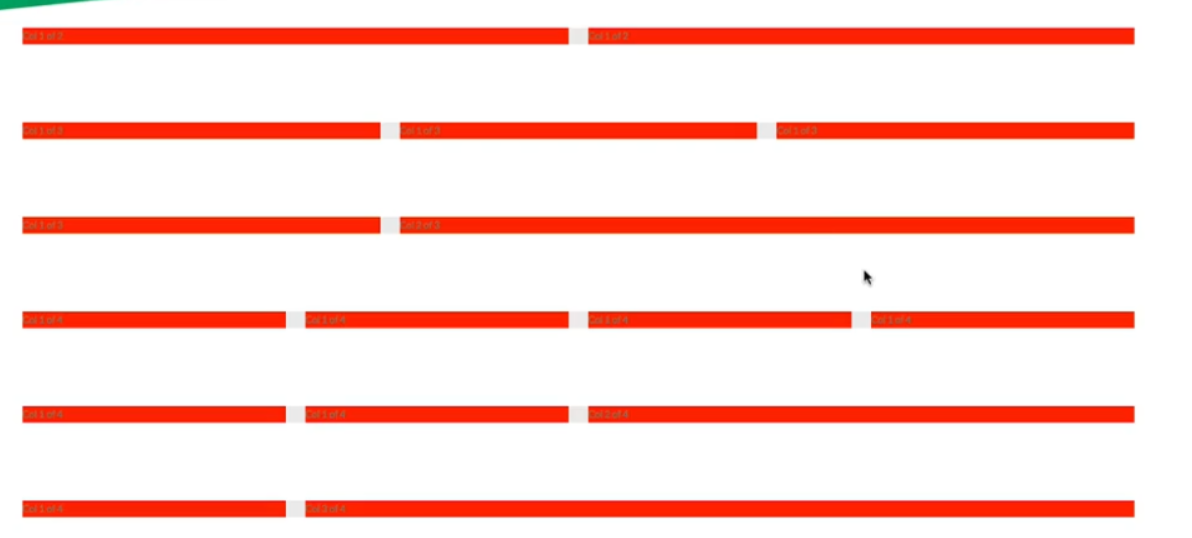 Col 1 of 2 Col 1 of 2
Col 1 of 3 Col 1 of 3 Col 1 of 3
Col 1 of 3 Col 2 of 3
Col 1 of 4 Col 1 of 4 Col 1 of 4 Col 1 of 4
Col 1 of 4 Col 1 of 4 Col 2 of 4
Col 1 of 4 Col 3 of 4